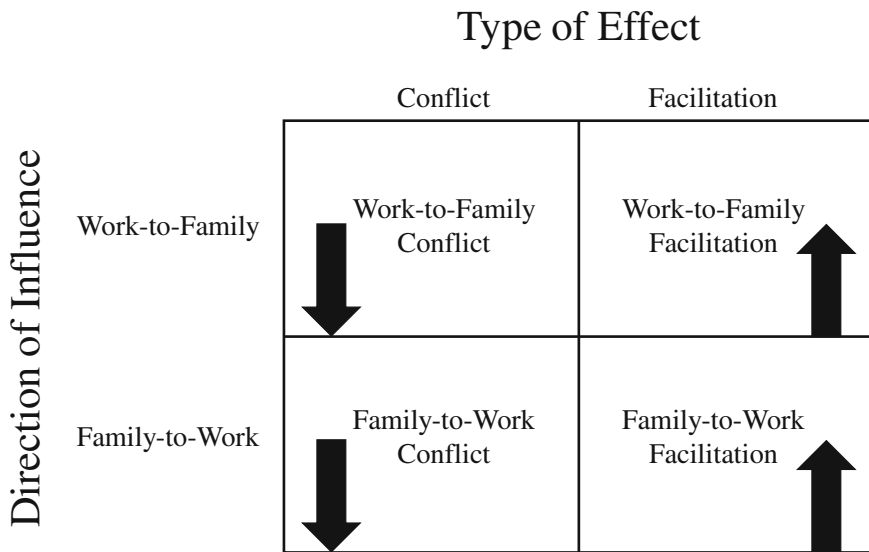 Type of Effect
Conflict
Facilitation
Direction of Influence
Work-to-Family
Work-to-Family
Conflict
Work-to-Family
Facilitation
Family-to-Work
Family-to-Work
Conflict
Family-to-Work
Facilitation